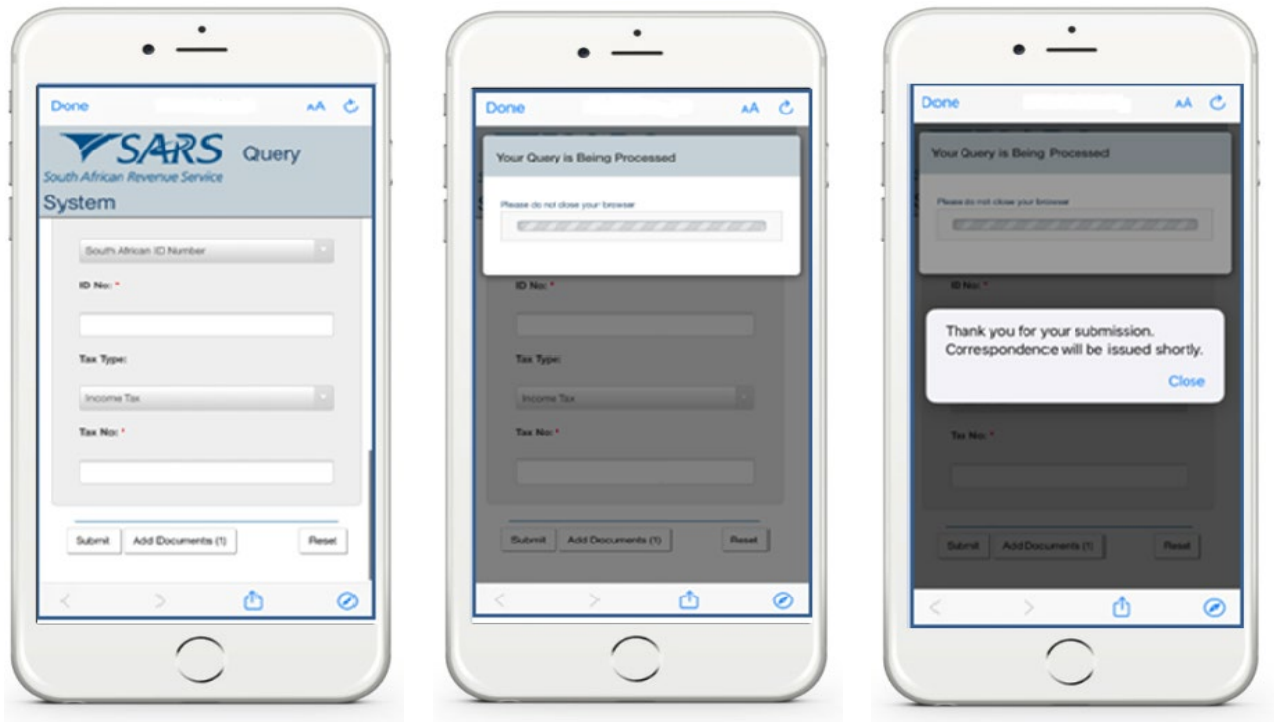 Done
AA
SARS Query
South African Revenue Service
System
South African ID Number
ID No: *
Tax Type:
Income Tax
Tax No: *
Submit
Add Documents (1)
Reset
Done
AA
Your Query is Being Processed
Please do not close your browser
ID No: *
Tax Type:
Income Tax
Tax No: *
Submit
Add Documents (1)
Reset
Done
AA
Your Query is Being Processed
Please do not close your browser
ID No: *
Thank you for your submission.
Correspondence will be issued shortly.
Close
Tax No: *
Submit
Add Documents (1)
Reset